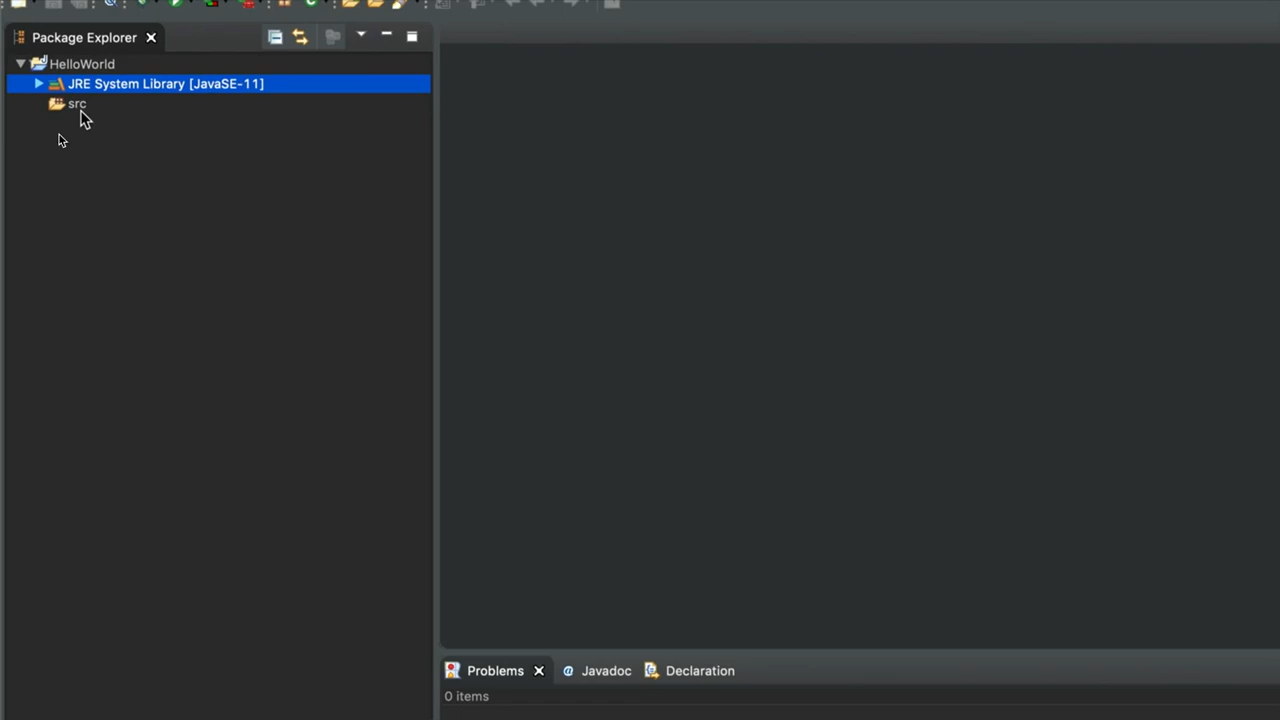 Package Explorer
HelloWorld
JRE System Library [JavaSE-11]
src
Problems
Javadoc
Declaration
0 items